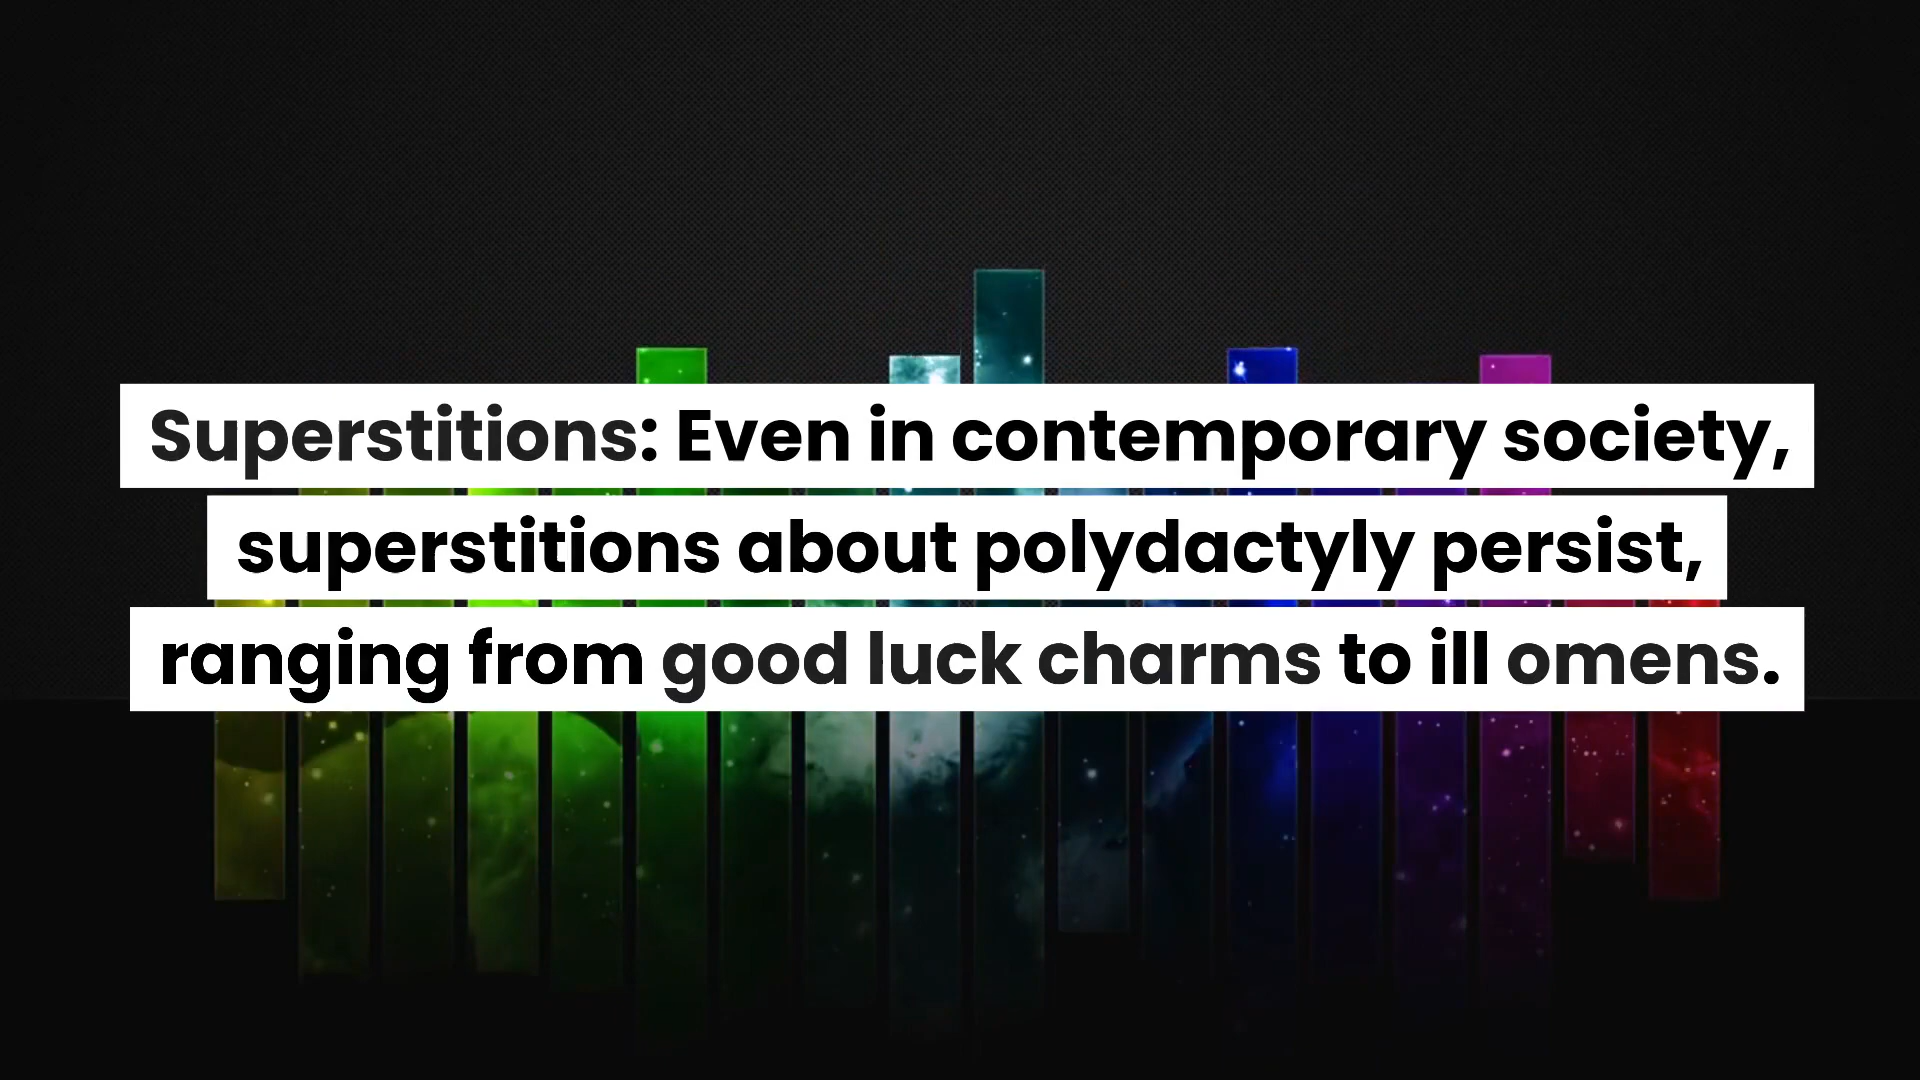 Superstitions: Even in contemporary society,
superstitions about polydactyly persist,
ranging from good luck charms to ill omens.